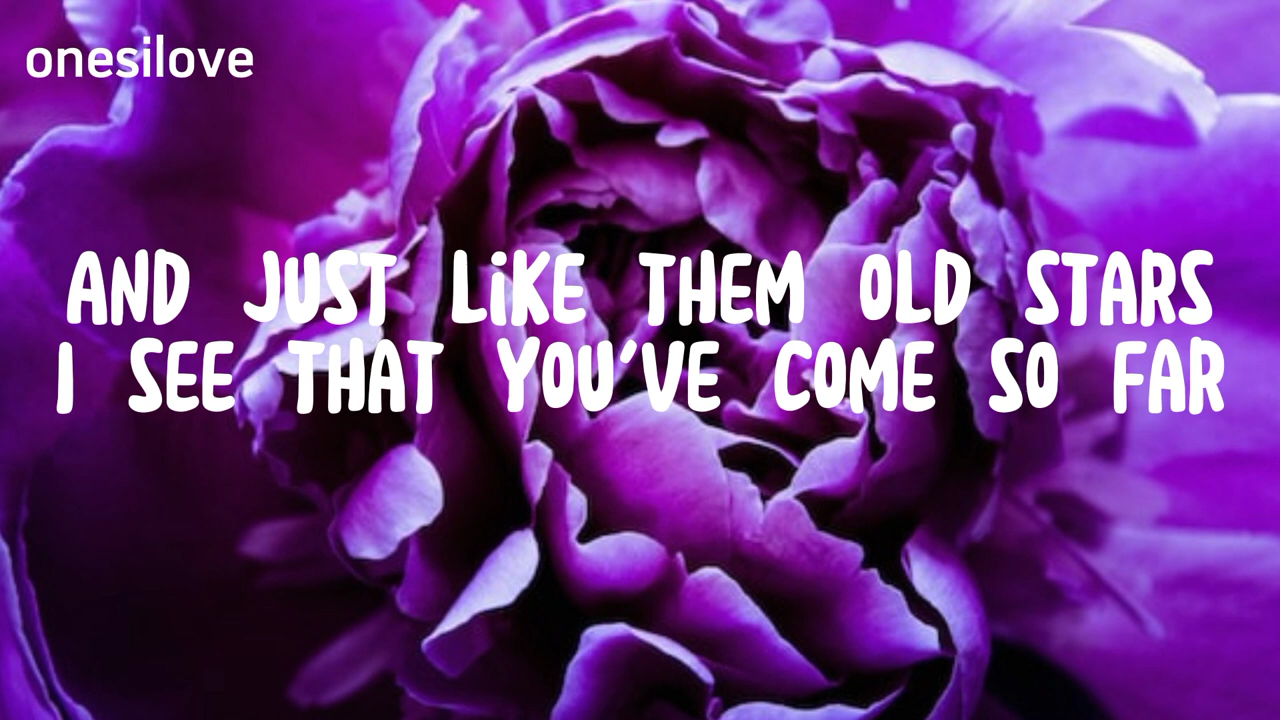 onesilove
AND JUST LiKE THEM OLD STARS
I SEE THAT YOU'VE COME SO FAR